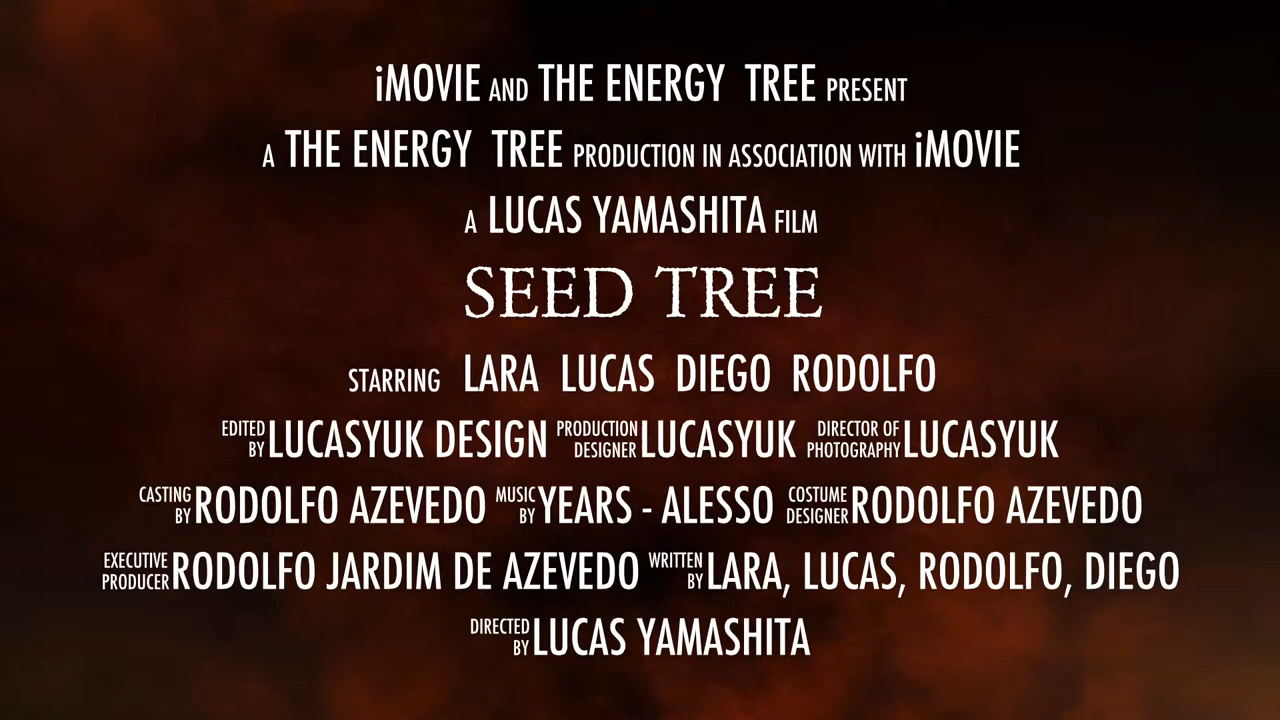 iMOVIE AND THE ENERGY TREE PRESENT
A THE ENERGY TREE PRODUCTION IN ASSOCIATION WITH iMOVIE
A LUCAS YAMASHITA FILM
SEED TREE
STARRING LARA LUCAS DIEGO RODOLFO
EDITED BY LUCASYUK DESIGN PRODUCTION DESIGNER LUCASYUK DIRECTOR OF PHOTOGRAPHY LUCASYUK
CASTING BY RODOLFO AZEVEDO MUSIC BY YEARS - ALESSO COSTUME DESIGNER RODOLFO AZEVEDO
EXECUTIVE PRODUCER RODOLFO JARDIM DE AZEVEDO WRITTEN BY LARA, LUCAS, RODOLFO, DIEGO
DIRECTED BY LUCAS YAMASHITA